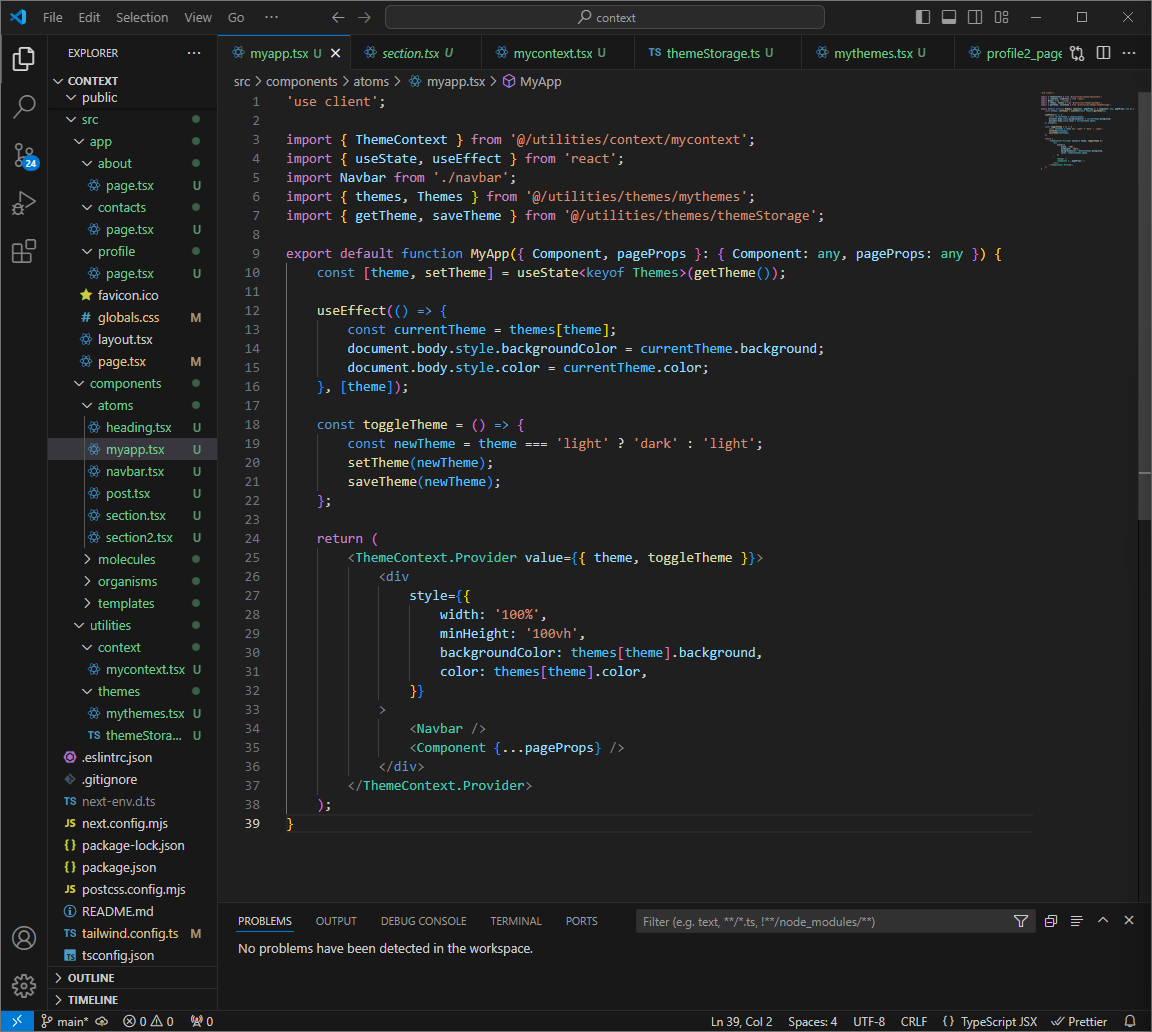 File Edit Selection View Go ··· context
EXPLORER ···
CONTEXT
public
src
app
about
page.tsx U
contacts
page.tsx U
profile
page.tsx U
favicon.ico
# globals.css M
layout.tsx
page.tsx M
components
atoms
heading.tsx U
myapp.tsx U
navbar.tsx U
post.tsx U
section.tsx U
section2.tsx U
molecules
organisms
templates
utilities
context
mycontext.tsx U
themes
mythemes.tsx U
TS themeStora... U
.eslintrc.json
.gitignore
TS next-env.d.ts
JS next.config.mjs
{} package-lock.json
{} package.json
JS postcss.config.mjs
README.md
TS tailwind.config.ts M
TS tsconfig.json
OUTLINE
TIMELINE
24
myapp.tsx U section.tsx U mycontext.tsx U TS themeStorage.ts U mythemes.tsx U profile2_page ···
src > components > atoms > myapp.tsx > MyApp
1 'use client';
2
3 import { ThemeContext } from '@/utilities/context/mycontext';
4 import { useState, useEffect } from 'react';
5 import Navbar from './navbar';
6 import { themes, Themes } from '@/utilities/themes/mythemes';
7 import { getTheme, saveTheme } from '@/utilities/themes/themeStorage';
8
9 export default function MyApp({ Component, pageProps }: { Component: any, pageProps: any }) {
10 const [theme, setTheme] = useState<keyof Themes>(getTheme());
11
12 useEffect(() => {
13 const currentTheme = themes[theme];
14 document.body.style.backgroundColor = currentTheme.background;
15 document.body.style.color = currentTheme.color;
16 }, [theme]);
17
18 const toggleTheme = () => {
19 const newTheme = theme === 'light' ? 'dark' : 'light';
20 setTheme(newTheme);
21 saveTheme(newTheme);
22 };
23
24 return (
25 <ThemeContext.Provider value={{ theme, toggleTheme }}>
26 <div
27 style={{
28 width: '100%',
29 minHeight: '100vh',
30 backgroundColor: themes[theme].background,
31 color: themes[theme].color,
32 }}
33 >
34 <Navbar />
35 <Component {...pageProps} />
36 </div>
37 </ThemeContext.Provider>
38 );
39 }
PROBLEMS OUTPUT DEBUG CONSOLE TERMINAL PORTS Filter (e.g. text, **/*.ts, !**/node_modules/**)
No problems have been detected in the workspace.
main* 0 0 0 Ln 39, Col 2 Spaces: 4 UTF-8 CRLF {} TypeScript JSX Prettier